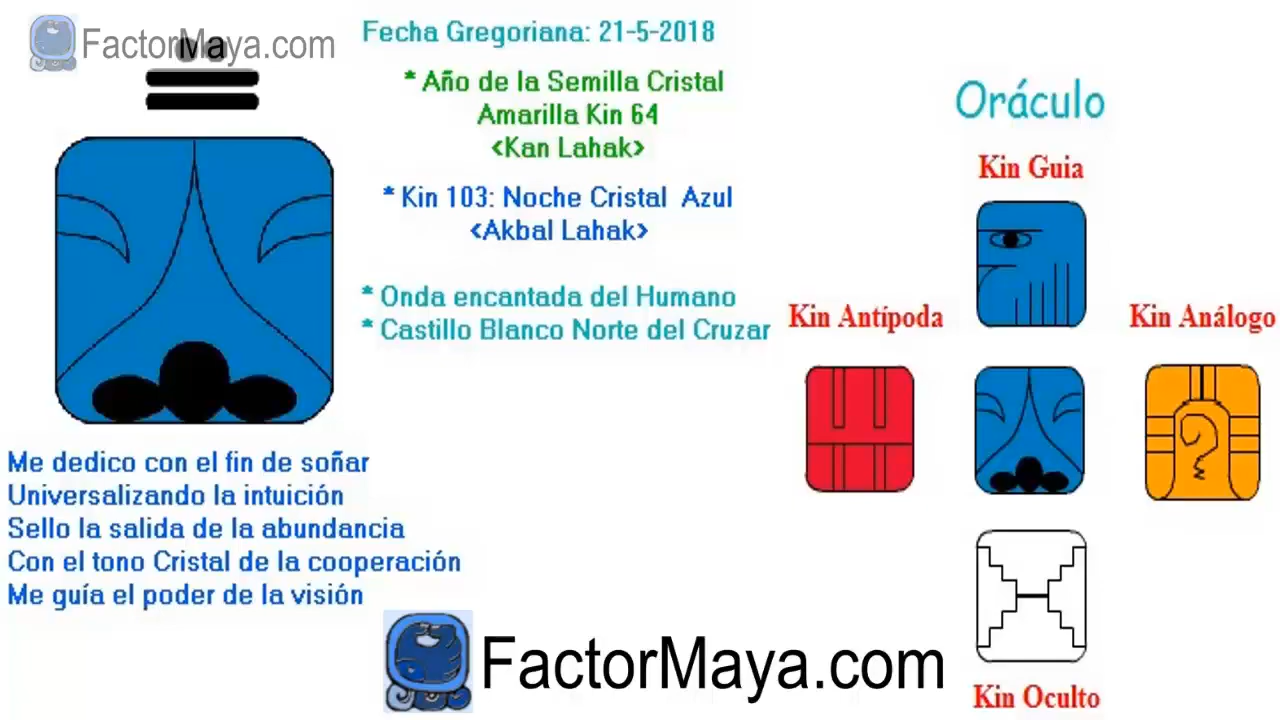 FactorMaya.com
Fecha Gregoriana: 21-5-2018
* Año de la Semilla Cristal
Amarilla Kin 64
<Kan Lahak>
* Kin 103: Noche Cristal Azul
<Akbal Lahak>
* Onda encantada del Humano
* Castillo Blanco Norte del Cruzar
Me dedico con el fin de soñar
Universalizando la intuición
Sello la salida de la abundancia
Con el tono Cristal de la cooperación
Me guía el poder de la visión
Oráculo
Kin Guia
Kin Antípoda
Kin Análogo
Kin Oculto
FactorMaya.com